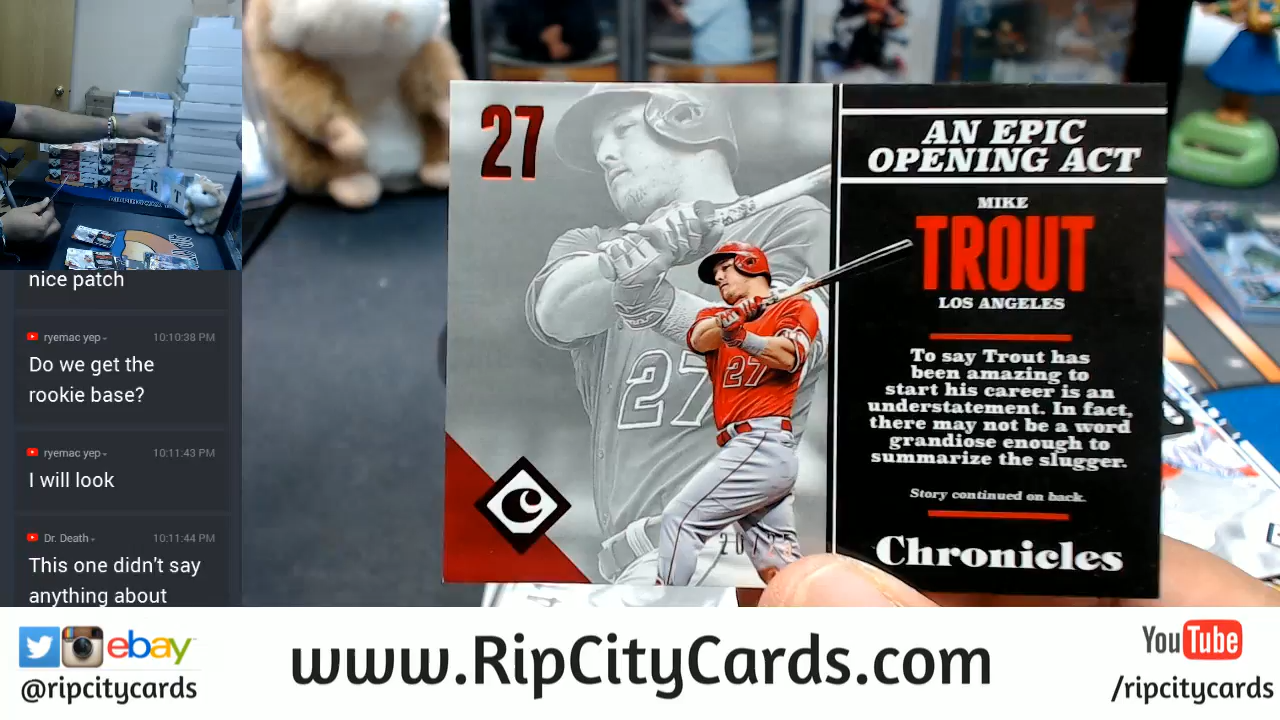 nice patch
ryemac yep
10:10:38 PM
Do we get the
rookie base?
ryemac yep
10:11:43 PM
I will look
Dr. Death
10:11:44 PM
This one didn't say
anything about
27
AN EPIC
OPENING ACT
MIKE
TROUT
LOS ANGELES
To say Trout has
been amazing to
start his career is an
understatement. In fact,
there may not be a word
grandiose enough to
summarize the slugger.
Story continued on back.
Chronicles
27
27
C
20/25
ebay
@ripcitycards
www.RipCityCards.com
YouTube
/ripcitycards